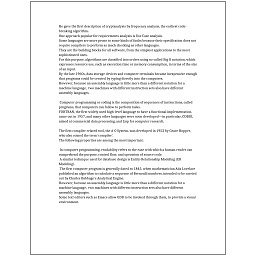 He gave the first description of cryptanalysis by frequency analysis, the earliest code-
breaking algorithm.
One approach popular for requirements analysis is Use Case analysis.
Some languages are more prone to some kinds of faults because their specification does not
require compilers to perform as much checking as other languages.
They are the building blocks for all software, from the simplest applications to the most
sophisticated ones.
For this purpose, algorithms are classified into orders using so-called Big O notation, which
expresses resource use, such as execution time or memory consumption, in terms of the size
of an input.
By the late 1960s, data storage devices and computer terminals became inexpensive enough
that programs could be created by typing directly into the computers.
However, because an assembly language is little more than a different notation for a
machine language, two machines with different instruction sets also have different
assembly languages.

Computer programming or coding is the composition of sequences of instructions, called
programs, that computers can follow to perform tasks.
FORTRAN, the first widely used high-level language to have a functional implementation,
came out in 1957, and many other languages were soon developed—in particular, COBOL
aimed at commercial data processing, and Lisp for computer research.

The first compiler related tool, the A-0 System, was developed in 1952 by Grace Hopper,
who also coined the term 'compiler'.
The following properties are among the most important:

In computer programming, readability refers to the ease with which a human reader can
comprehend the purpose, control flow, and operation of source code.
A similar technique used for database design is Entity-Relationship Modeling (ER
Modeling).
The first computer program is generally dated to 1843, when mathematician Ada Lovelace
published an algorithm to calculate a sequence of Bernoulli numbers, intended to be carried
out by Charles Babbage's Analytical Engine.
However, because an assembly language is little more than a different notation for a
machine language, two machines with different instruction sets also have different
assembly languages.
Some text editors such as Emacs allow GDB to be invoked through them, to provide a visual
environment.